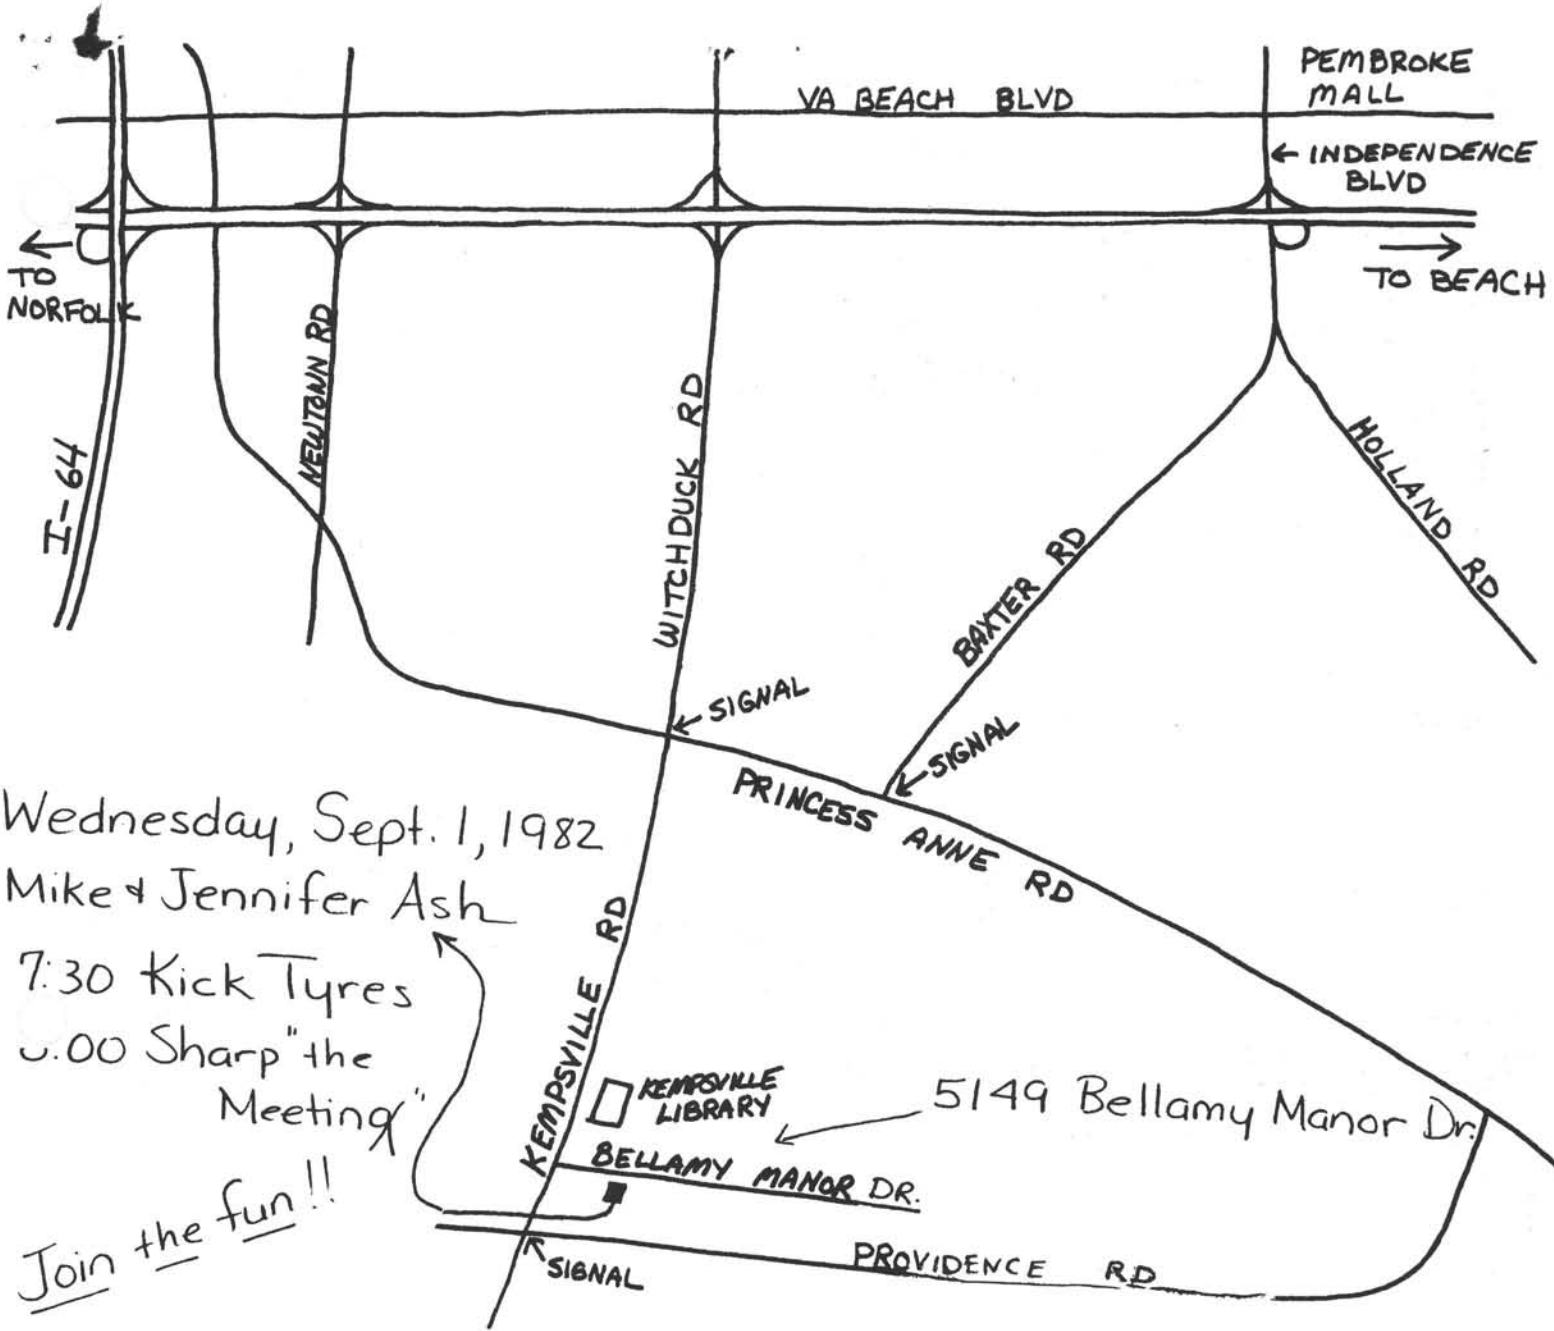 PEMBROKE
MALL
VA BEACH BLVD
← INDEPENDENCE
BLVD
TO
NORFOLK
TO BEACH
NEWTOWN RD
I-64
WITCHDUCK RD
HOLLAND RD
BAXTER RD
SIGNAL
SIGNAL
PRINCESS ANNE RD
Wednesday, Sept. 1, 1982
Mike & Jennifer Ash
7:30 Kick Tyres
:00 Sharp "the
Meeting"
Join the fun!!
KEMPSVILLE RD
KEMPSVILLE
LIBRARY
5149 Bellamy Manor Dr.
BELLAMY MANOR DR.
PROVIDENCE RD
SIGNAL